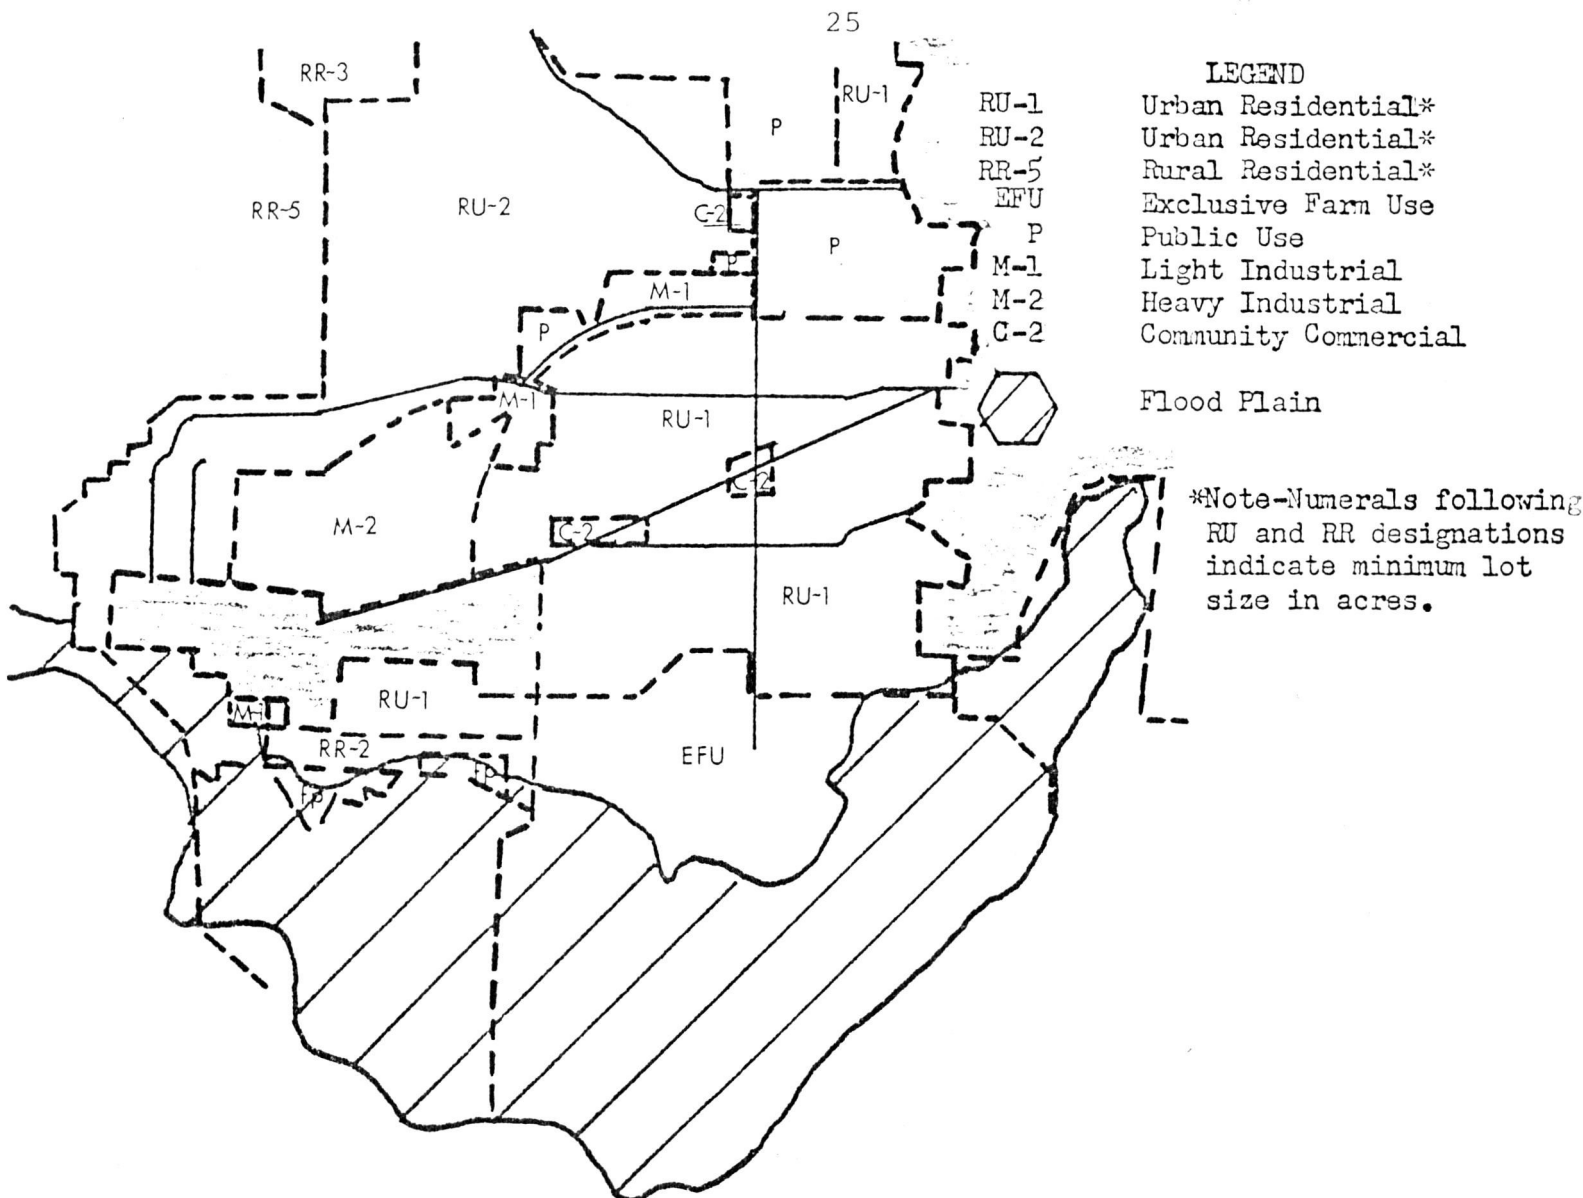 25
RR-3
RU-1
P
RR-5
RU-2
C-2
P
P
M-1
P
M-1
RU-1
C-2
M-2
C-2
RU-1
RU-1
M-1
RR-2
EFU
fp
fp
LEGEND
RU-1 Urban Residential*
RU-2 Urban Residential*
RR-5 Rural Residential*
EFU Exclusive Farm Use
P Public Use
M-1 Light Industrial
M-2 Heavy Industrial
C-2 Community Commercial
Flood Plain
*Note-Numerals following
RU and RR designations
indicate minimum lot
size in acres.